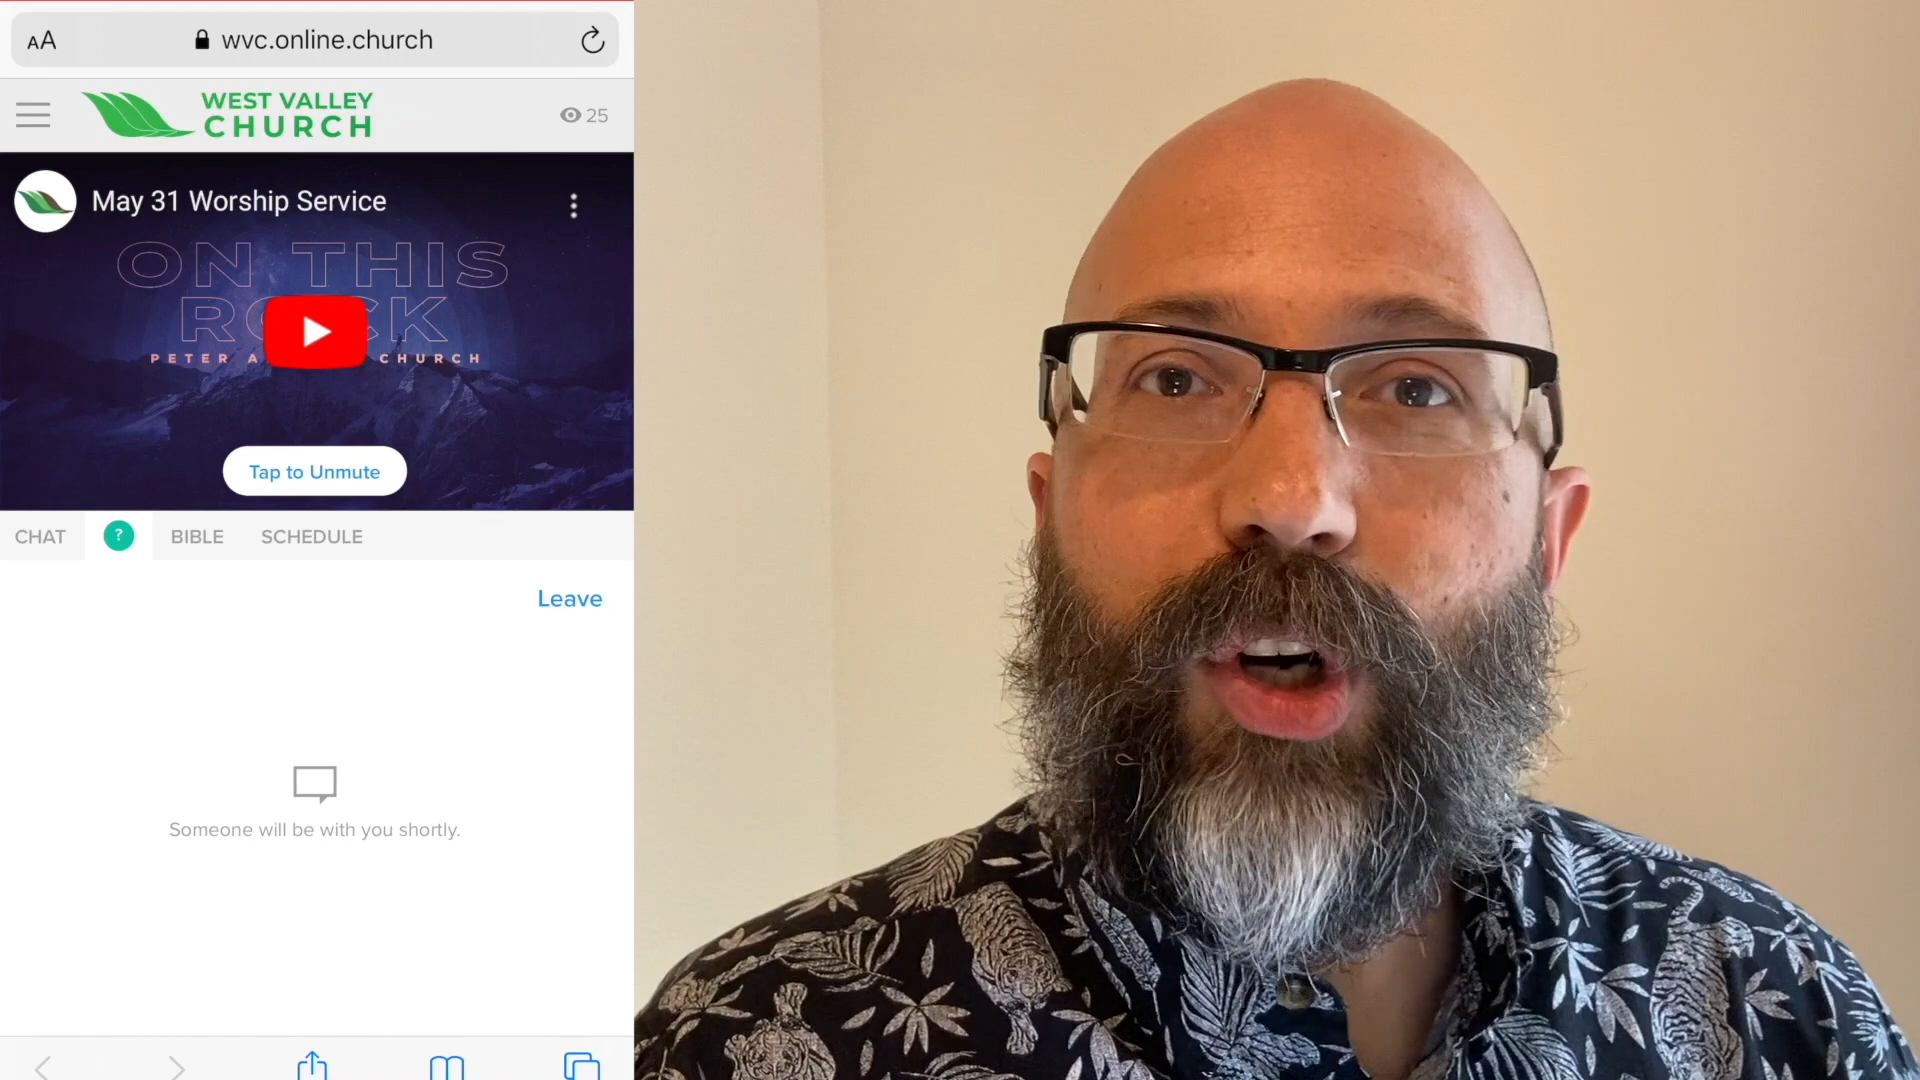 AA wvc.online.church
WEST VALLEY
CHURCH
25
May 31 Worship Service
ON THIS
ROCK
PETER A CHURCH
Tap to Unmute
CHAT ? BIBLE SCHEDULE
Leave
Someone will be with you shortly.